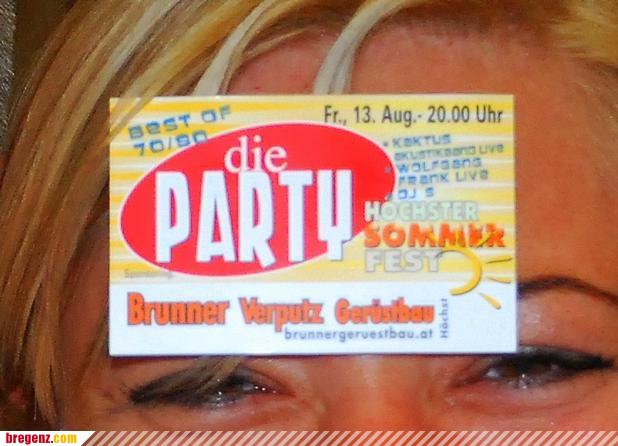 Fr., 13. Aug.- 20.00 Uhr
BEST OF
70/80
die
PARTY
• KAKTUS
AKUSTIKBAND LIVE
• WOLFGANG
FRANK LIVE
• DJ S
HÖCHSTER
SOMMER
FEST
Brunner Verputz Gerüstbau
brunnergeruestbau.at
Höchst
bregenz.com